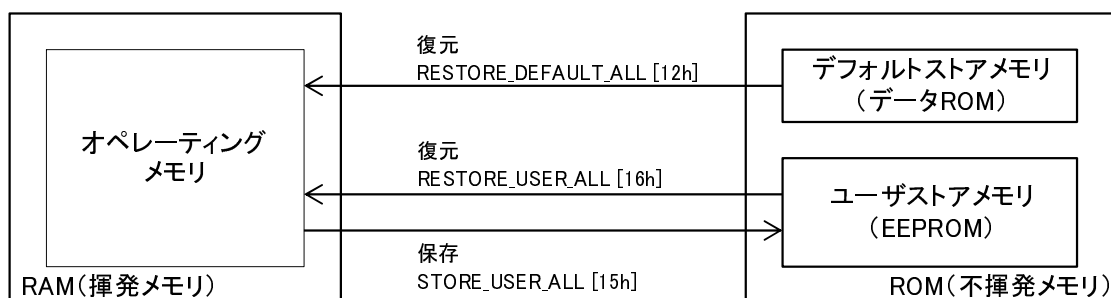 復元
RESTORE_DEFAULT_ALL [12h]
デフォルトストアメモリ
（データROM）
オペレーティング
メモリ
復元
RESTORE_USER_ALL [16h]
ユーザストアメモリ
（EEPROM）
保存
STORE_USER_ALL [15h]
RAM（揮発メモリ）
ROM（不揮発メモリ）